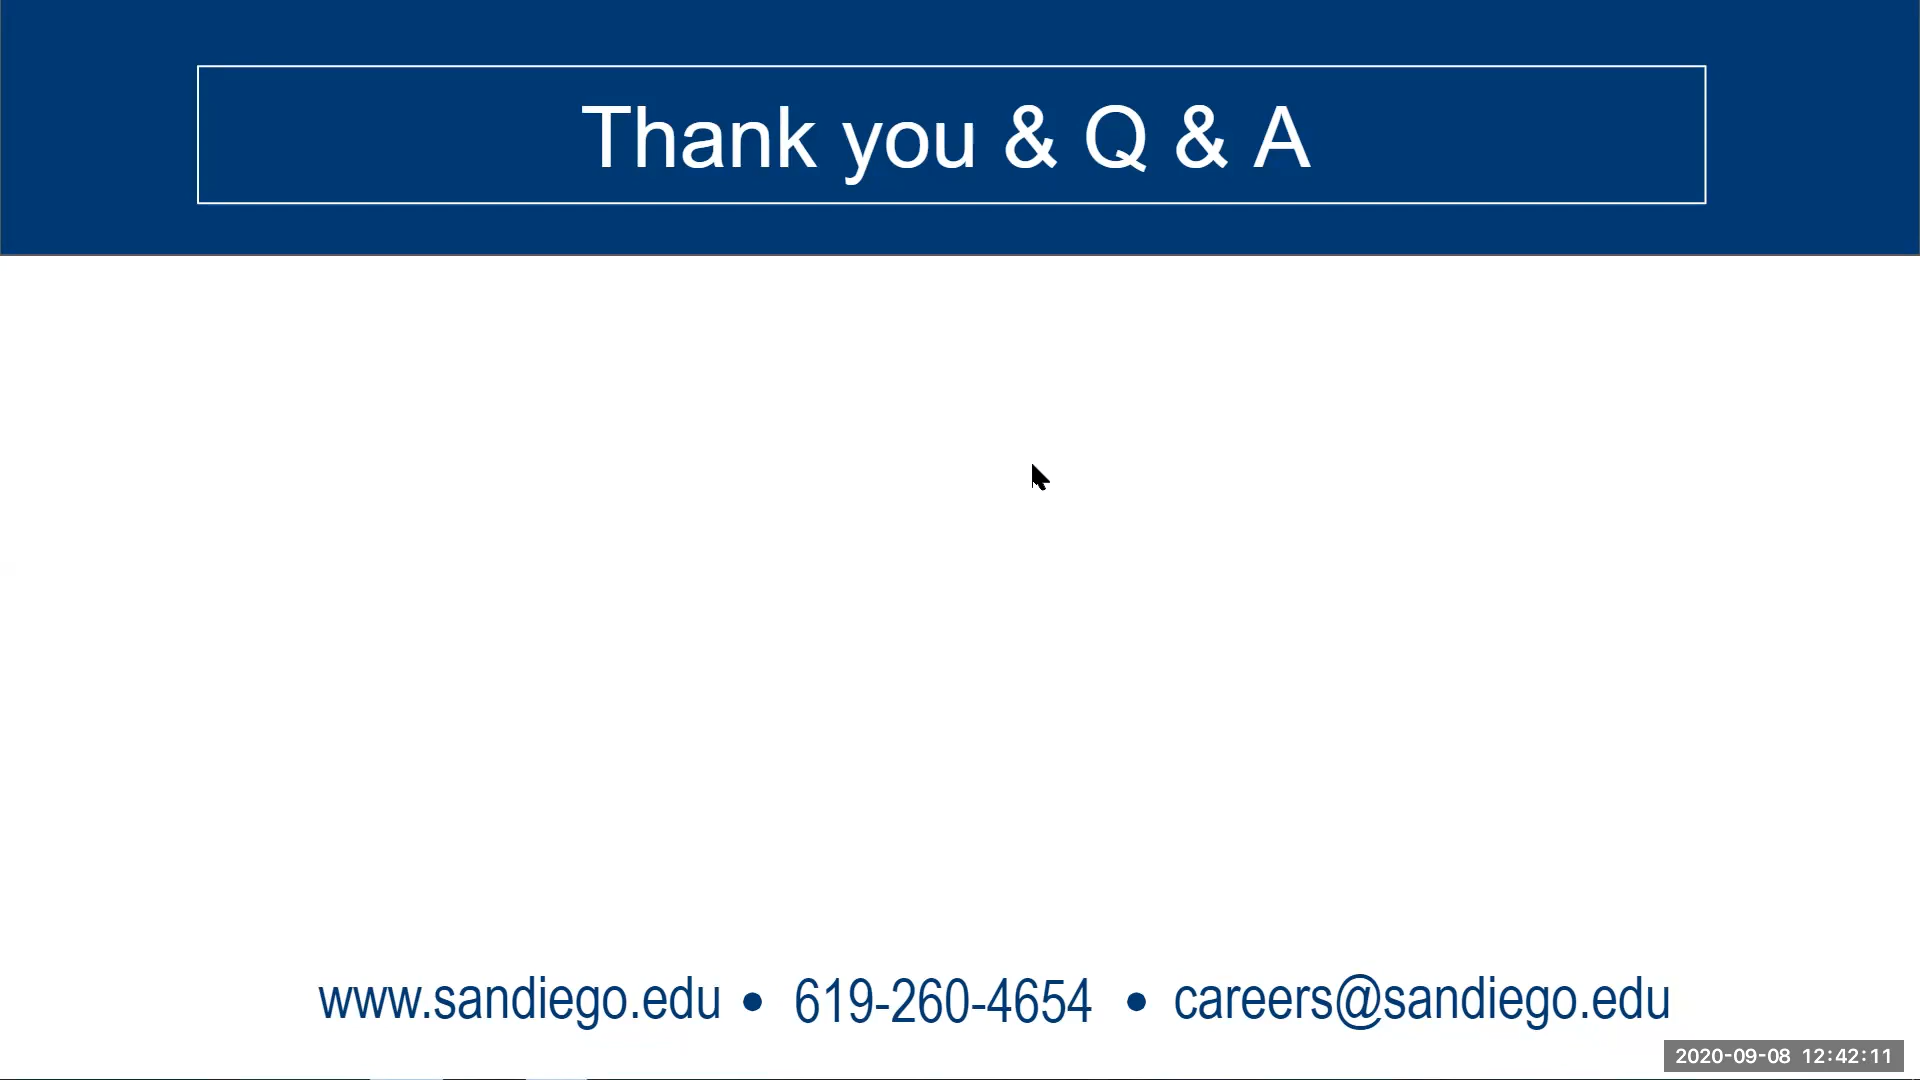 Thank you & Q & A
www.sandiego.edu • 619-260-4654 • careers@sandiego.edu
2020-09-08 12:42:11